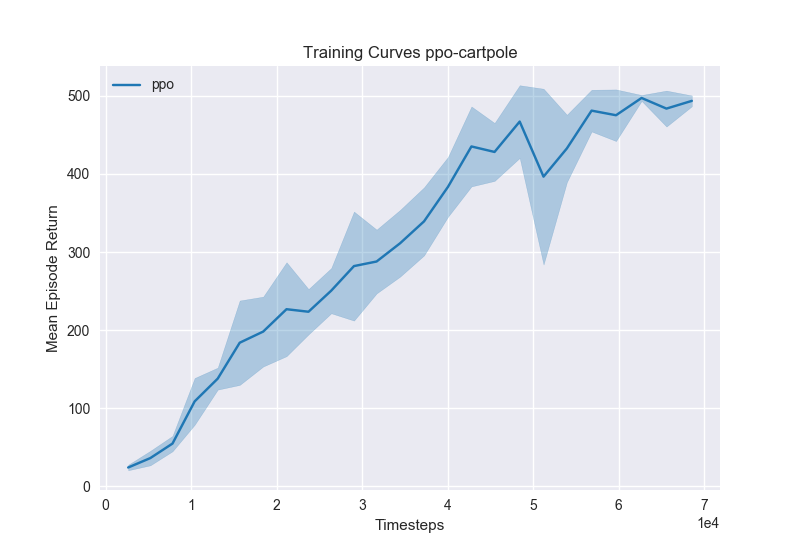 Training Curves ppo-cartpole
ppo
500
400
300
200
100
0
Mean Episode Return
0 1 2 3 4 5 6 7
1e4
Timesteps